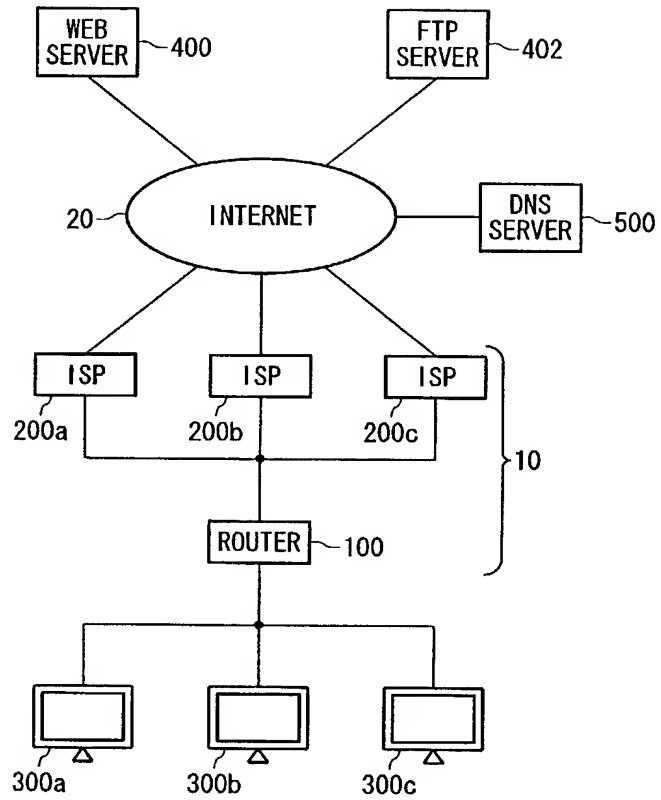 WEB
SERVER
400
FTP
SERVER
402
20
INTERNET
DNS
SERVER
500
ISP
ISP
ISP
200a
200b
200c
10
ROUTER
100
300a
300b
300c